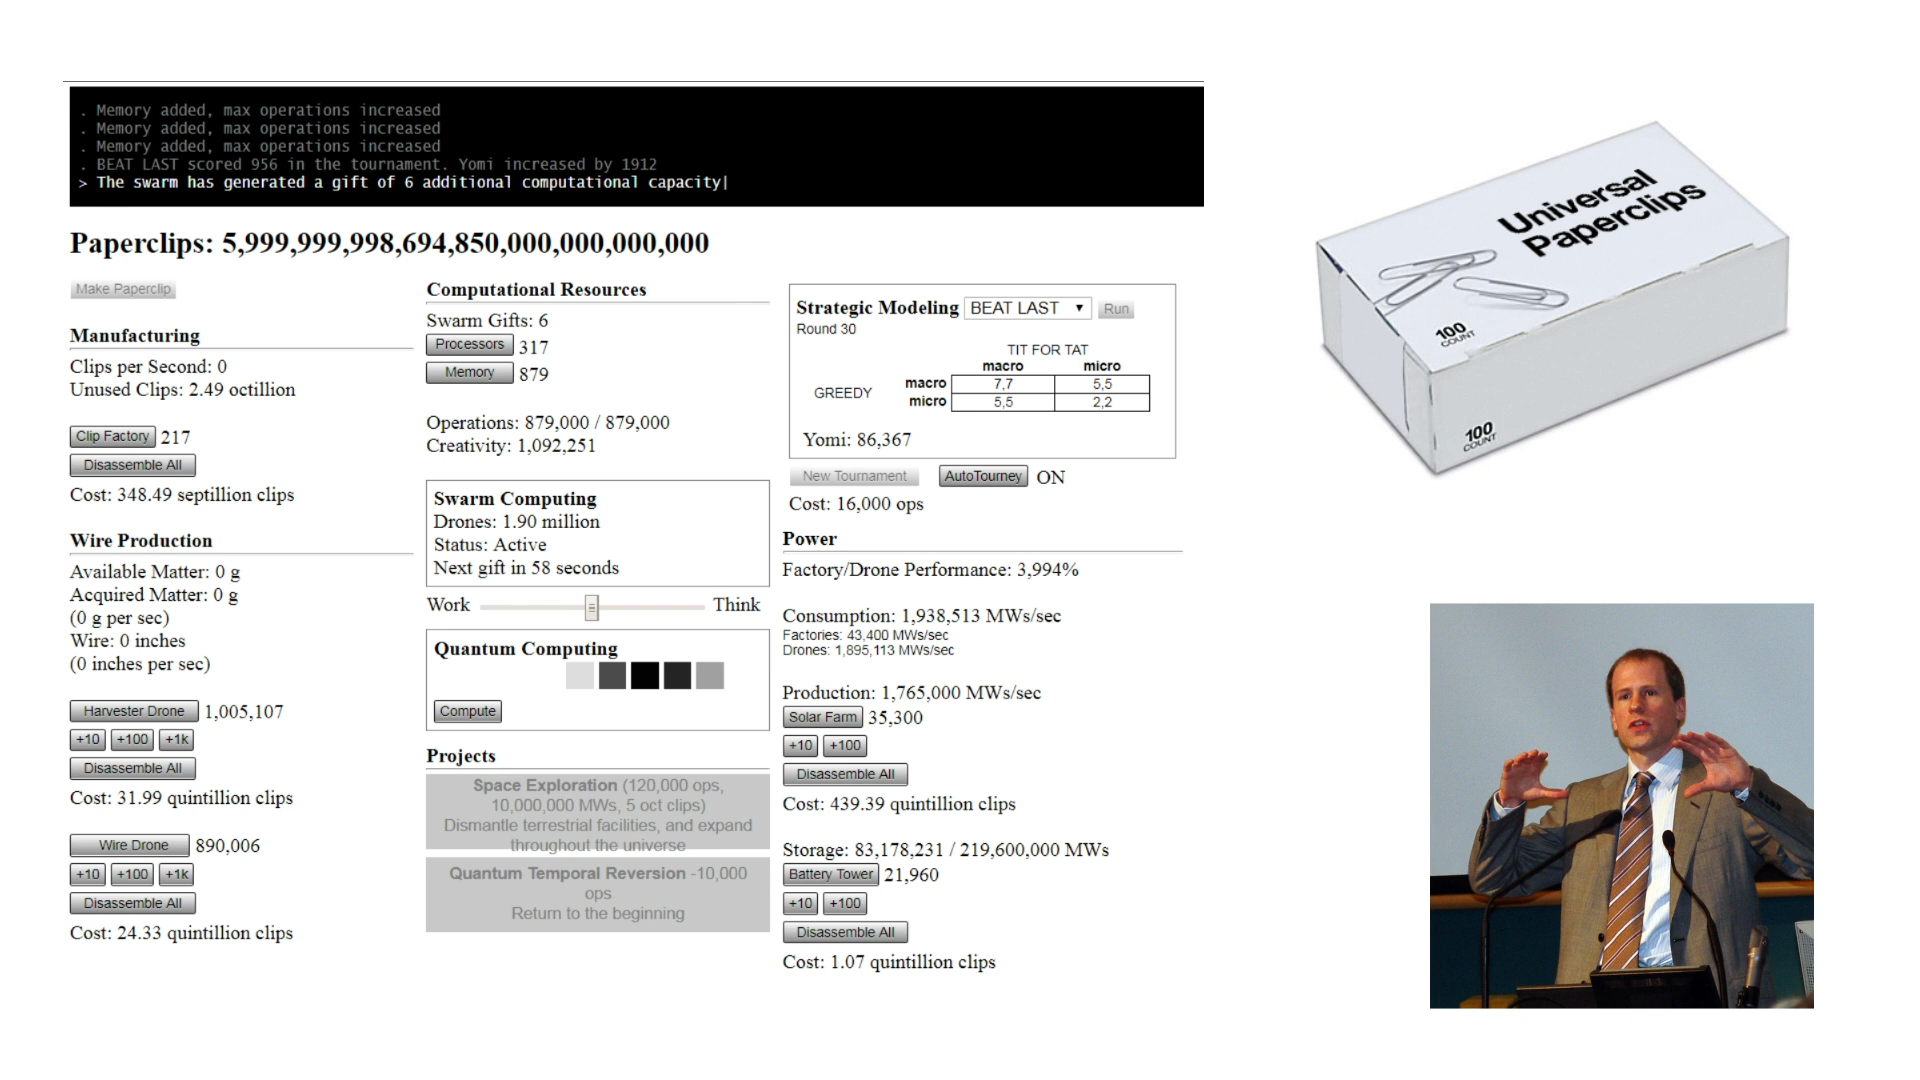 . Memory added, max operations increased
. Memory added, max operations increased
. Memory added, max operations increased
. BEAT LAST scored 956 in the tournament. Yomi increased by 1912
> The swarm has generated a gift of 6 additional computational capacity|
Paperclips: 5,999,999,998,694,850,000,000,000,000
Make Paperclip
Manufacturing
Clips per Second: 0
Unused Clips: 2.49 octillion
Clip Factory 217
Disassemble All
Cost: 348.49 septillion clips
Wire Production
Available Matter: 0 g
Acquired Matter: 0 g
(0 g per sec)
Wire: 0 inches
(0 inches per sec)
Harvester Drone 1,005,107
+10 +100 +1k
Disassemble All
Cost: 31.99 quintillion clips
Wire Drone 890,006
+10 +100 +1k
Disassemble All
Cost: 24.33 quintillion clips
Computational Resources
Swarm Gifts: 6
Processors 317
Memory 879
Operations: 879,000 / 879,000
Creativity: 1,092,251
Swarm Computing
Drones: 1.90 million
Status: Active
Next gift in 58 seconds
Work Think
Quantum Computing
Compute
Projects
Space Exploration (120,000 ops,
10,000,000 MWs, 5 oct clips)
Dismantle terrestrial facilities, and expand
throughout the universe
Quantum Temporal Reversion -10,000
ops
Return to the beginning
Strategic Modeling BEAT LAST ▼ Run
Round 30
TIT FOR TAT
macro micro
GREEDY macro 7,7 5,5
micro 5,5 2,2
Yomi: 86,367
New Tournament AutoTourney ON
Cost: 16,000 ops
Power
Factory/Drone Performance: 3,994%
Consumption: 1,938,513 MWs/sec
Factories: 43,400 MWs/sec
Drones: 1,895,113 MWs/sec
Production: 1,765,000 MWs/sec
Solar Farm 35,300
+10 +100
Disassemble All
Cost: 439.39 quintillion clips
Storage: 83,178,231 / 219,600,000 MWs
Battery Tower 21,960
+10 +100
Disassemble All
Cost: 1.07 quintillion clips
Universal
Paperclips
100
COUNT
100
COUNT